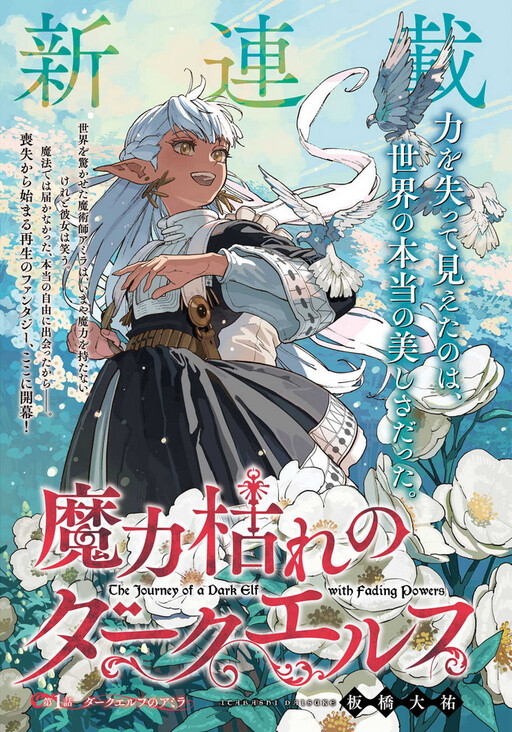 新連載
力を失って見えたのは、
世界の本当の美しさだった。
世界を驚かせた魔術師アミラは、いまや魔力を持たない。
けれど彼女は笑う。
魔法では届かなかった“本当”の自由に出会ったから――。
喪失から始まる再生のファンタジー、ここに開幕！
魔力枯れの
The Journey of a Dark Elf with Fading Powers
ダークエルフ
第1話 ダークエルフのアミラ
ITABASHI DAISUKE 板橋大祐